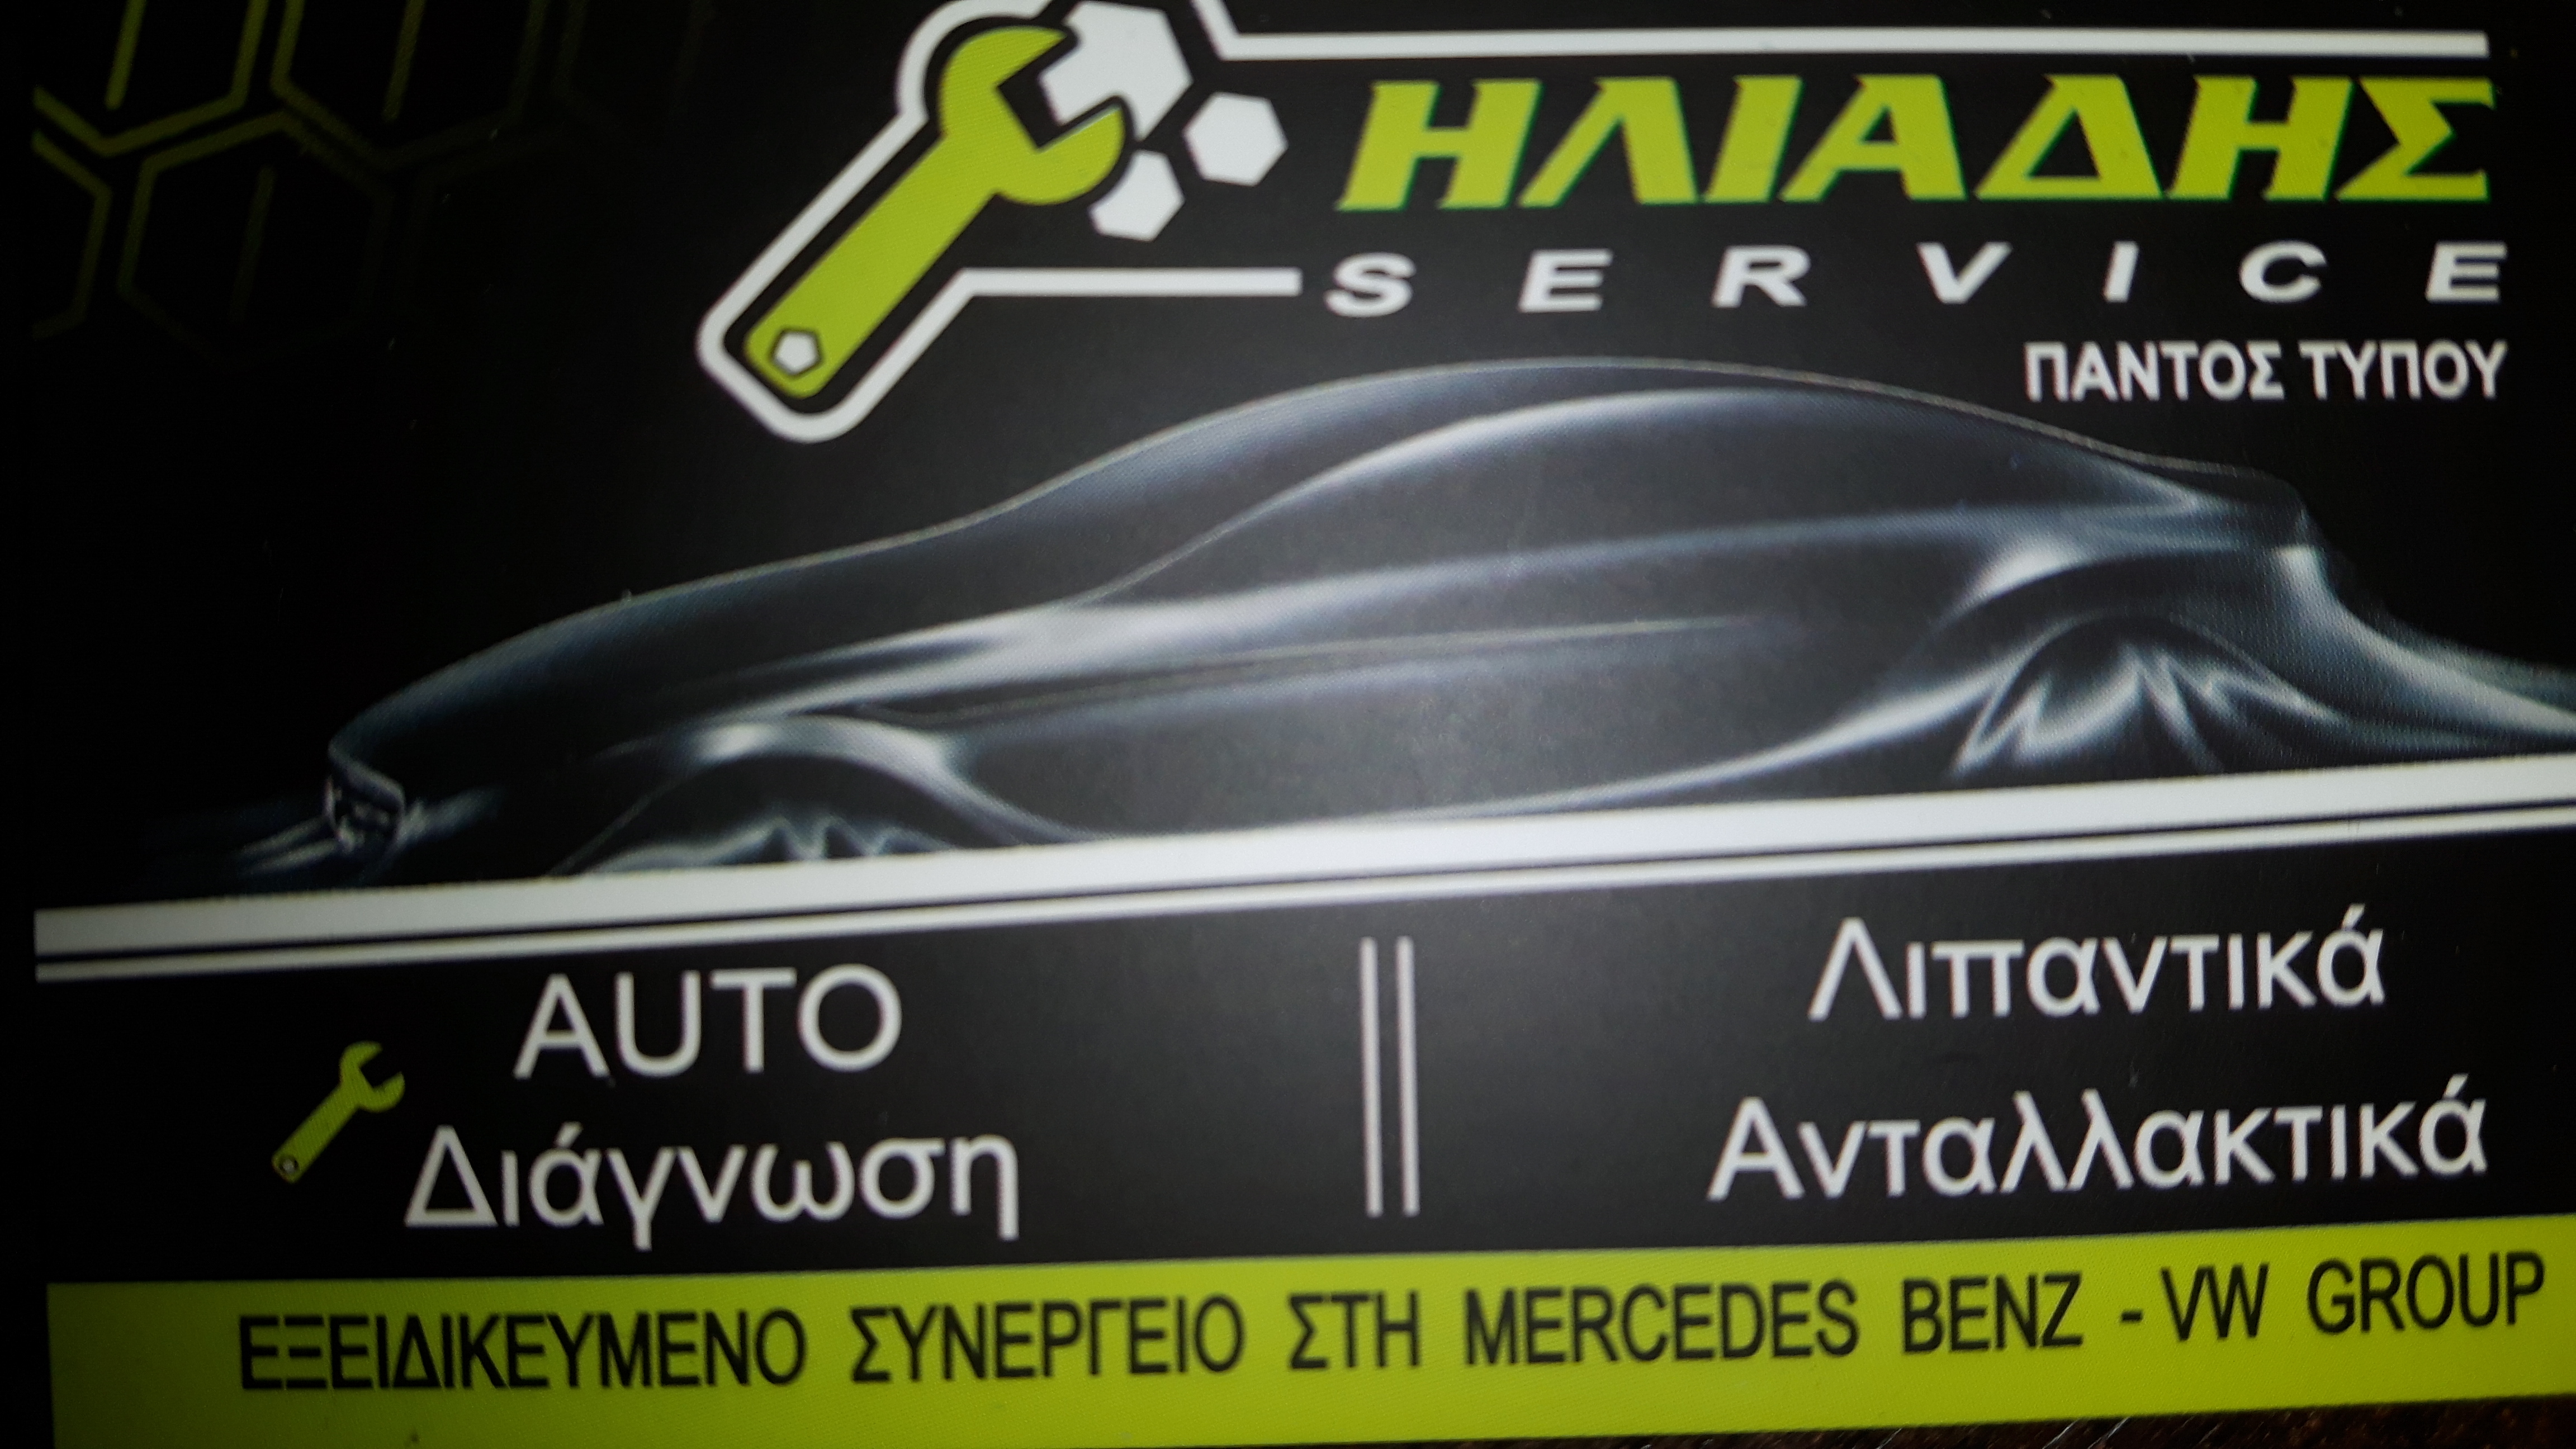 ΗΛΙΑΔΗΣ
SERVICE
ΠΑΝΤΟΣ ΤΥΠΟΥ
AUTO
Διάγνωση
Λιπαντικά
Ανταλλακτικά
ΕΞΕΙΔΙΚΕΥΜΕΝΟ ΣΥΝΕΡΓΕΙΟ ΣΤΗ MERCEDES BENZ - VW GROUP